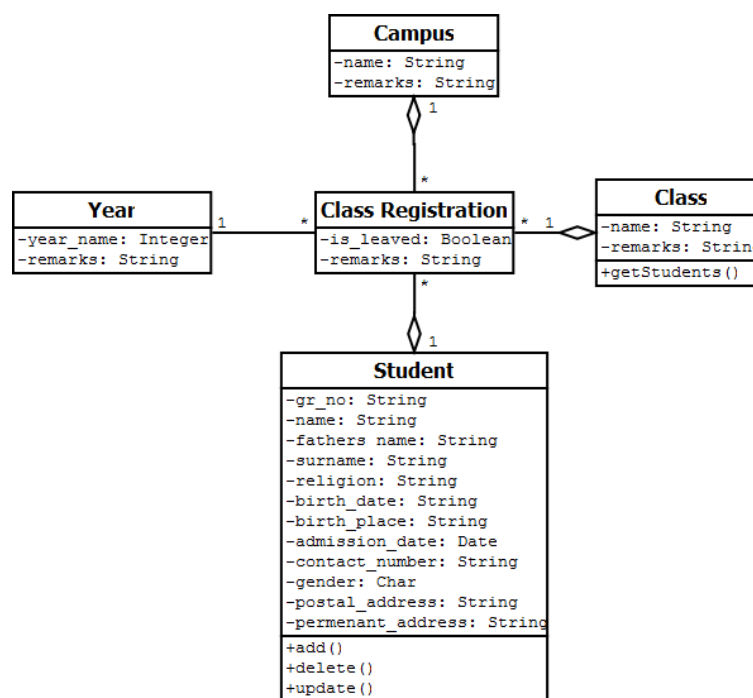 Campus
-name: String
-remarks: String
1
*
Year
-year_name: Integer
-remarks: String
1
*
Class Registration
-is_leaved: Boolean
-remarks: String
*
1
Class
-name: String
-remarks: Strin
+getStudents()
*
1
Student
-gr_no: String
-name: String
-fathers name: String
-surname: String
-religion: String
-birth_date: String
-birth_place: String
-admission_date: Date
-contact_number: String
-gender: Char
-postal_address: String
-permenant_address: String
+add()
+delete()
+update()